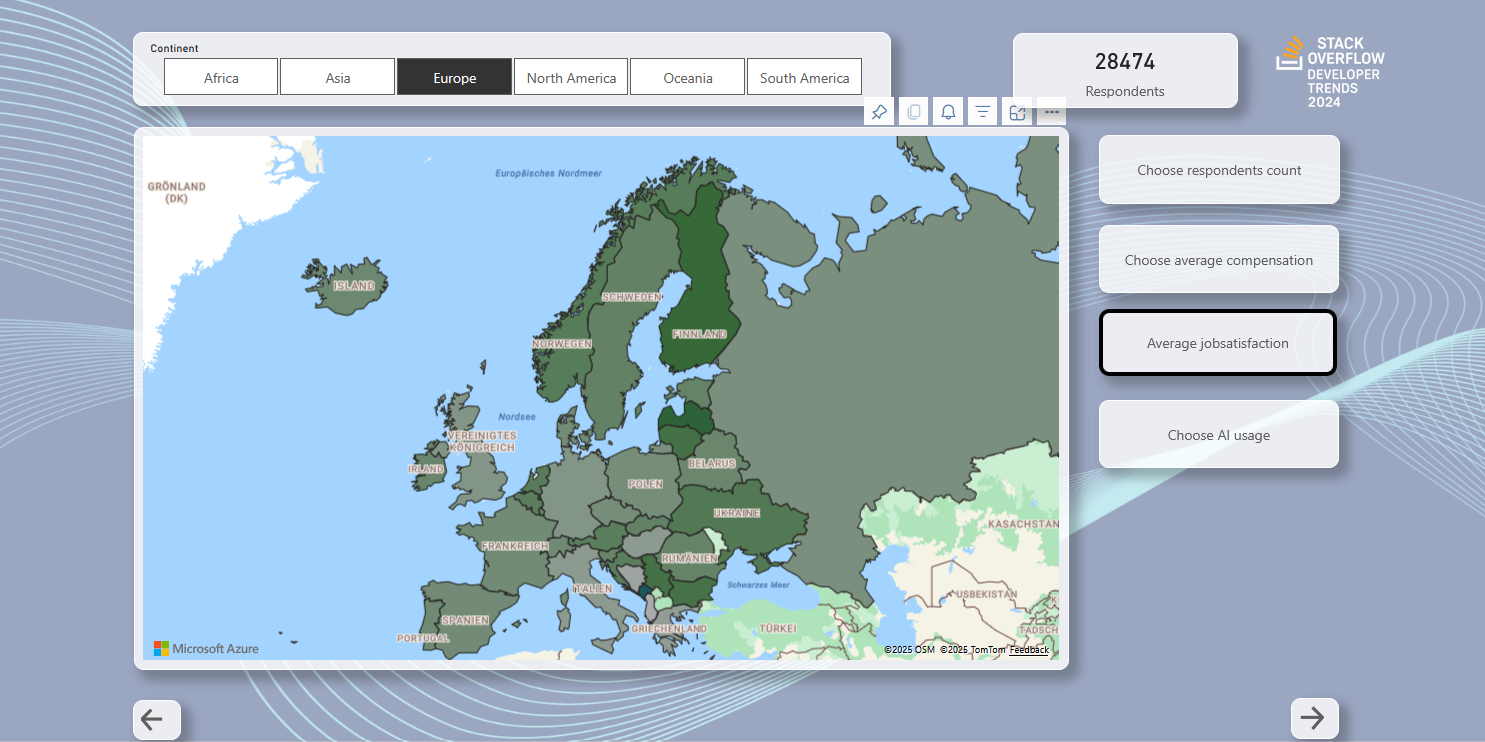 Continent
Africa
Asia
Europe
North America
Oceania
South America
28474
Respondents
STACK
OVERFLOW
DEVELOPER
TRENDS
2024
Choose respondents count
Choose average compensation
Average jobsatisfaction
Choose AI usage
GRÖNLAND
(DK)
Europäisches Nordmeer
ISLAND
SCHWEDEN
FINNLAND
NORWEGEN
Nordsee
VEREINIGTES
KÖNIGREICH
IRLAND
BELARUS
POLEN
UKRAINE
KASACHSTAN
FRANKREICH
RUMÄNIEN
Schwarzes Meer
ITALIEN
USBEKISTAN
SPANIEN
GRIECHENLAND
TÜRKEI
TADSCH
PORTUGAL
Microsoft Azure
©2025 OSM ©2025 TomTom Feedback